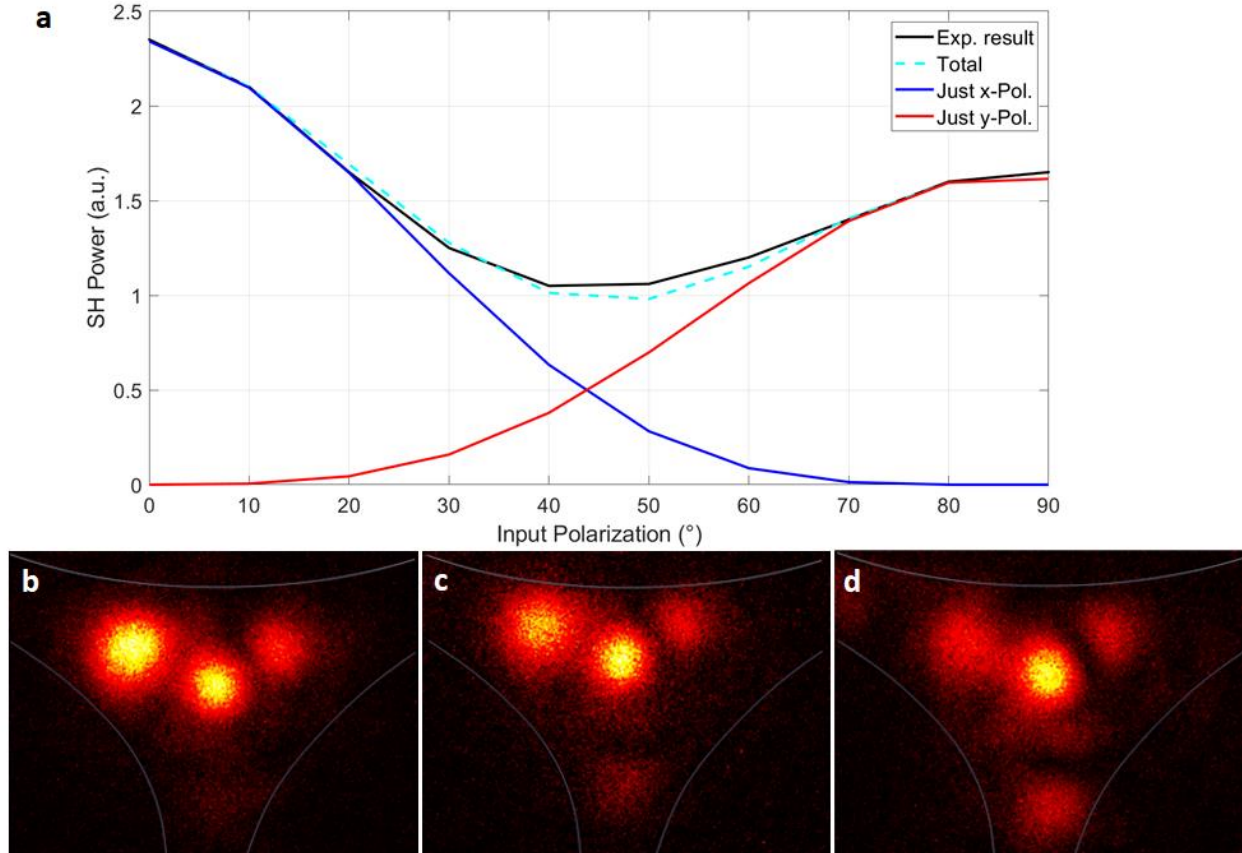 a
2.5
2
1.5
1
0.5
0
SH Power (a.u.)
Exp. result
Total
Just x-Pol.
Just y-Pol.
0 10 20 30 40 50 60 70 80 90
Input Polarization (°)
b c d